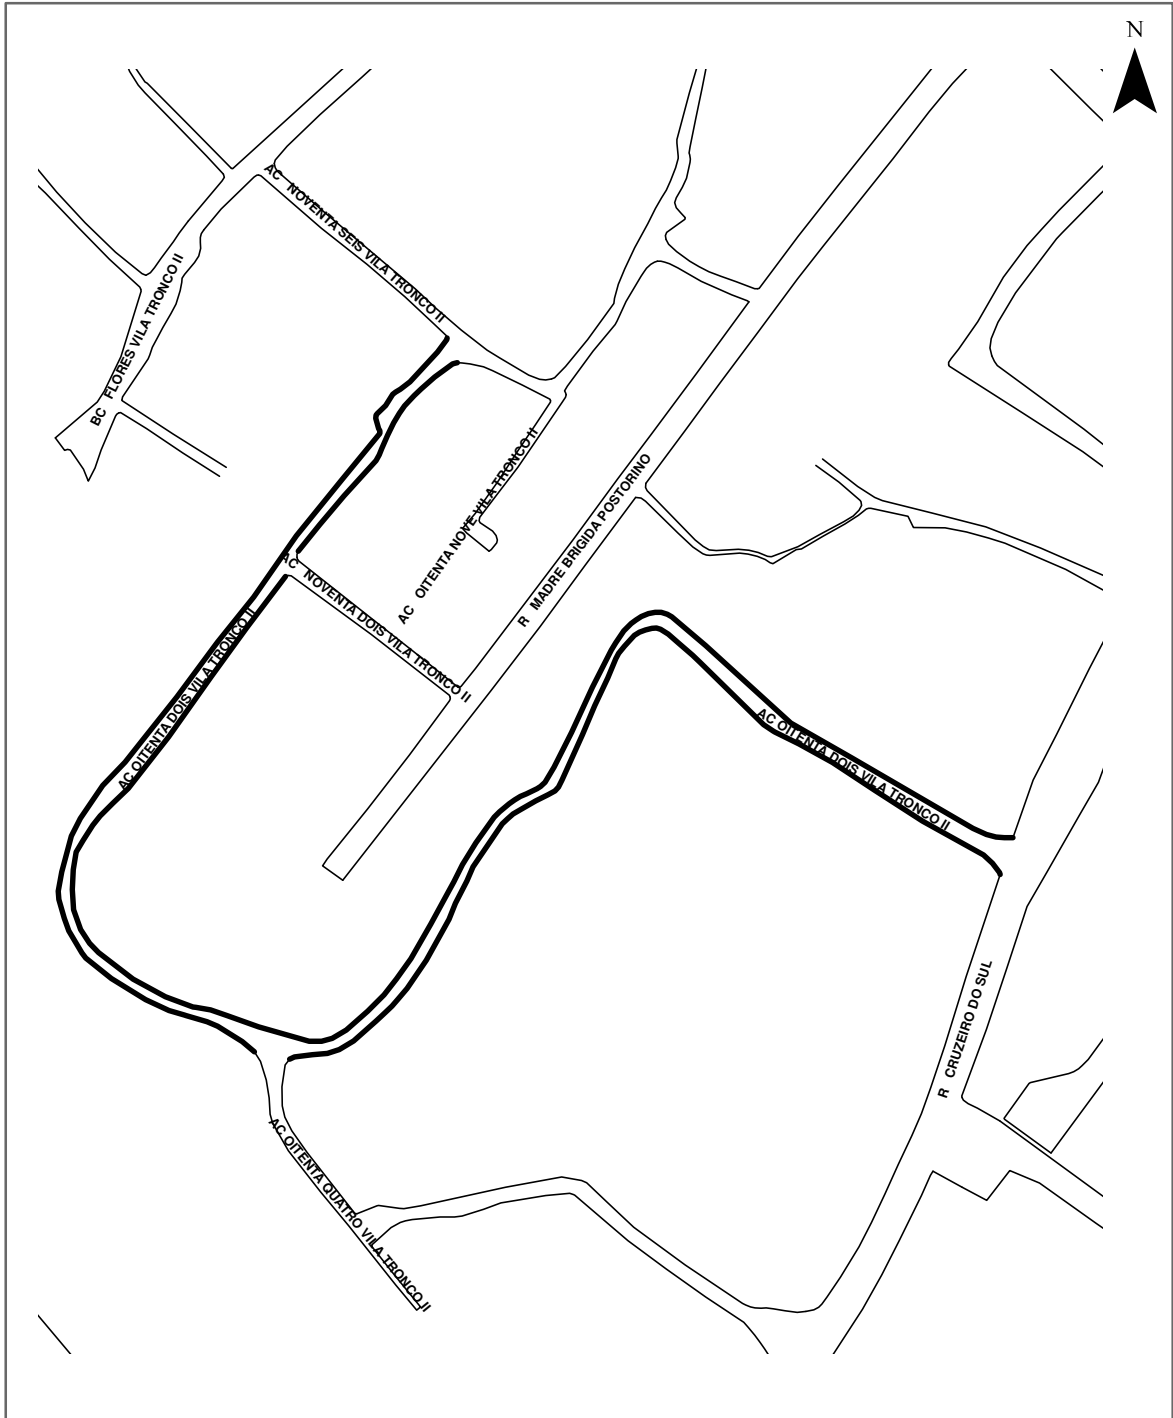 N
AC NOVENTA SEIS VILA TRONCO II
BC FLORES VILA TRONCO II
AC OITENTA NOVE VILA TRONCO II
R MADRE BRIGIDA POSTORINO
AC NOVENTA DOIS VILA TRONCO II
AC OITENTA DOIS VILA TRONCO II
AC OITENTA DOIS VILA TRONCO II
R CRUZEIRO DO SUL
AC OITENTA QUATRO VILA TRONCO II